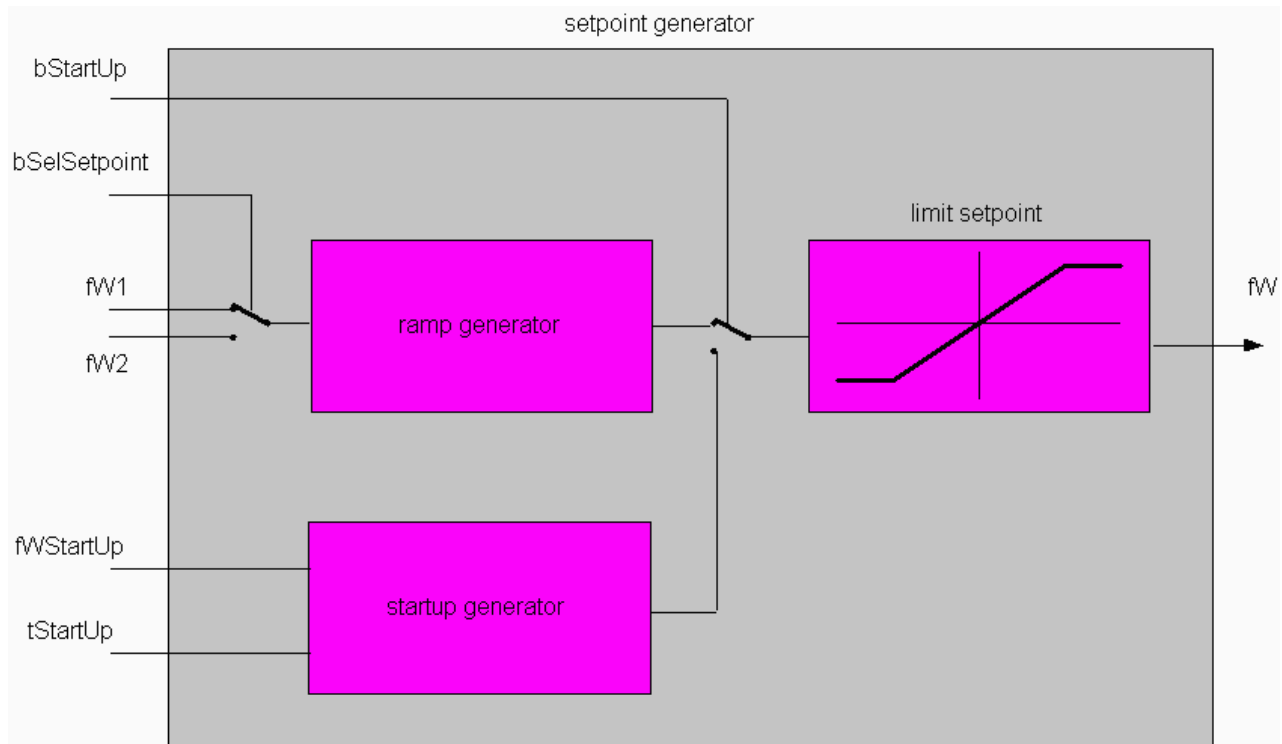 setpoint generator
bStartUp
bSelSetpoint
limit setpoint
fW1
fW
ramp generator
fW2
fWStartUp
startup generator
tStartUp